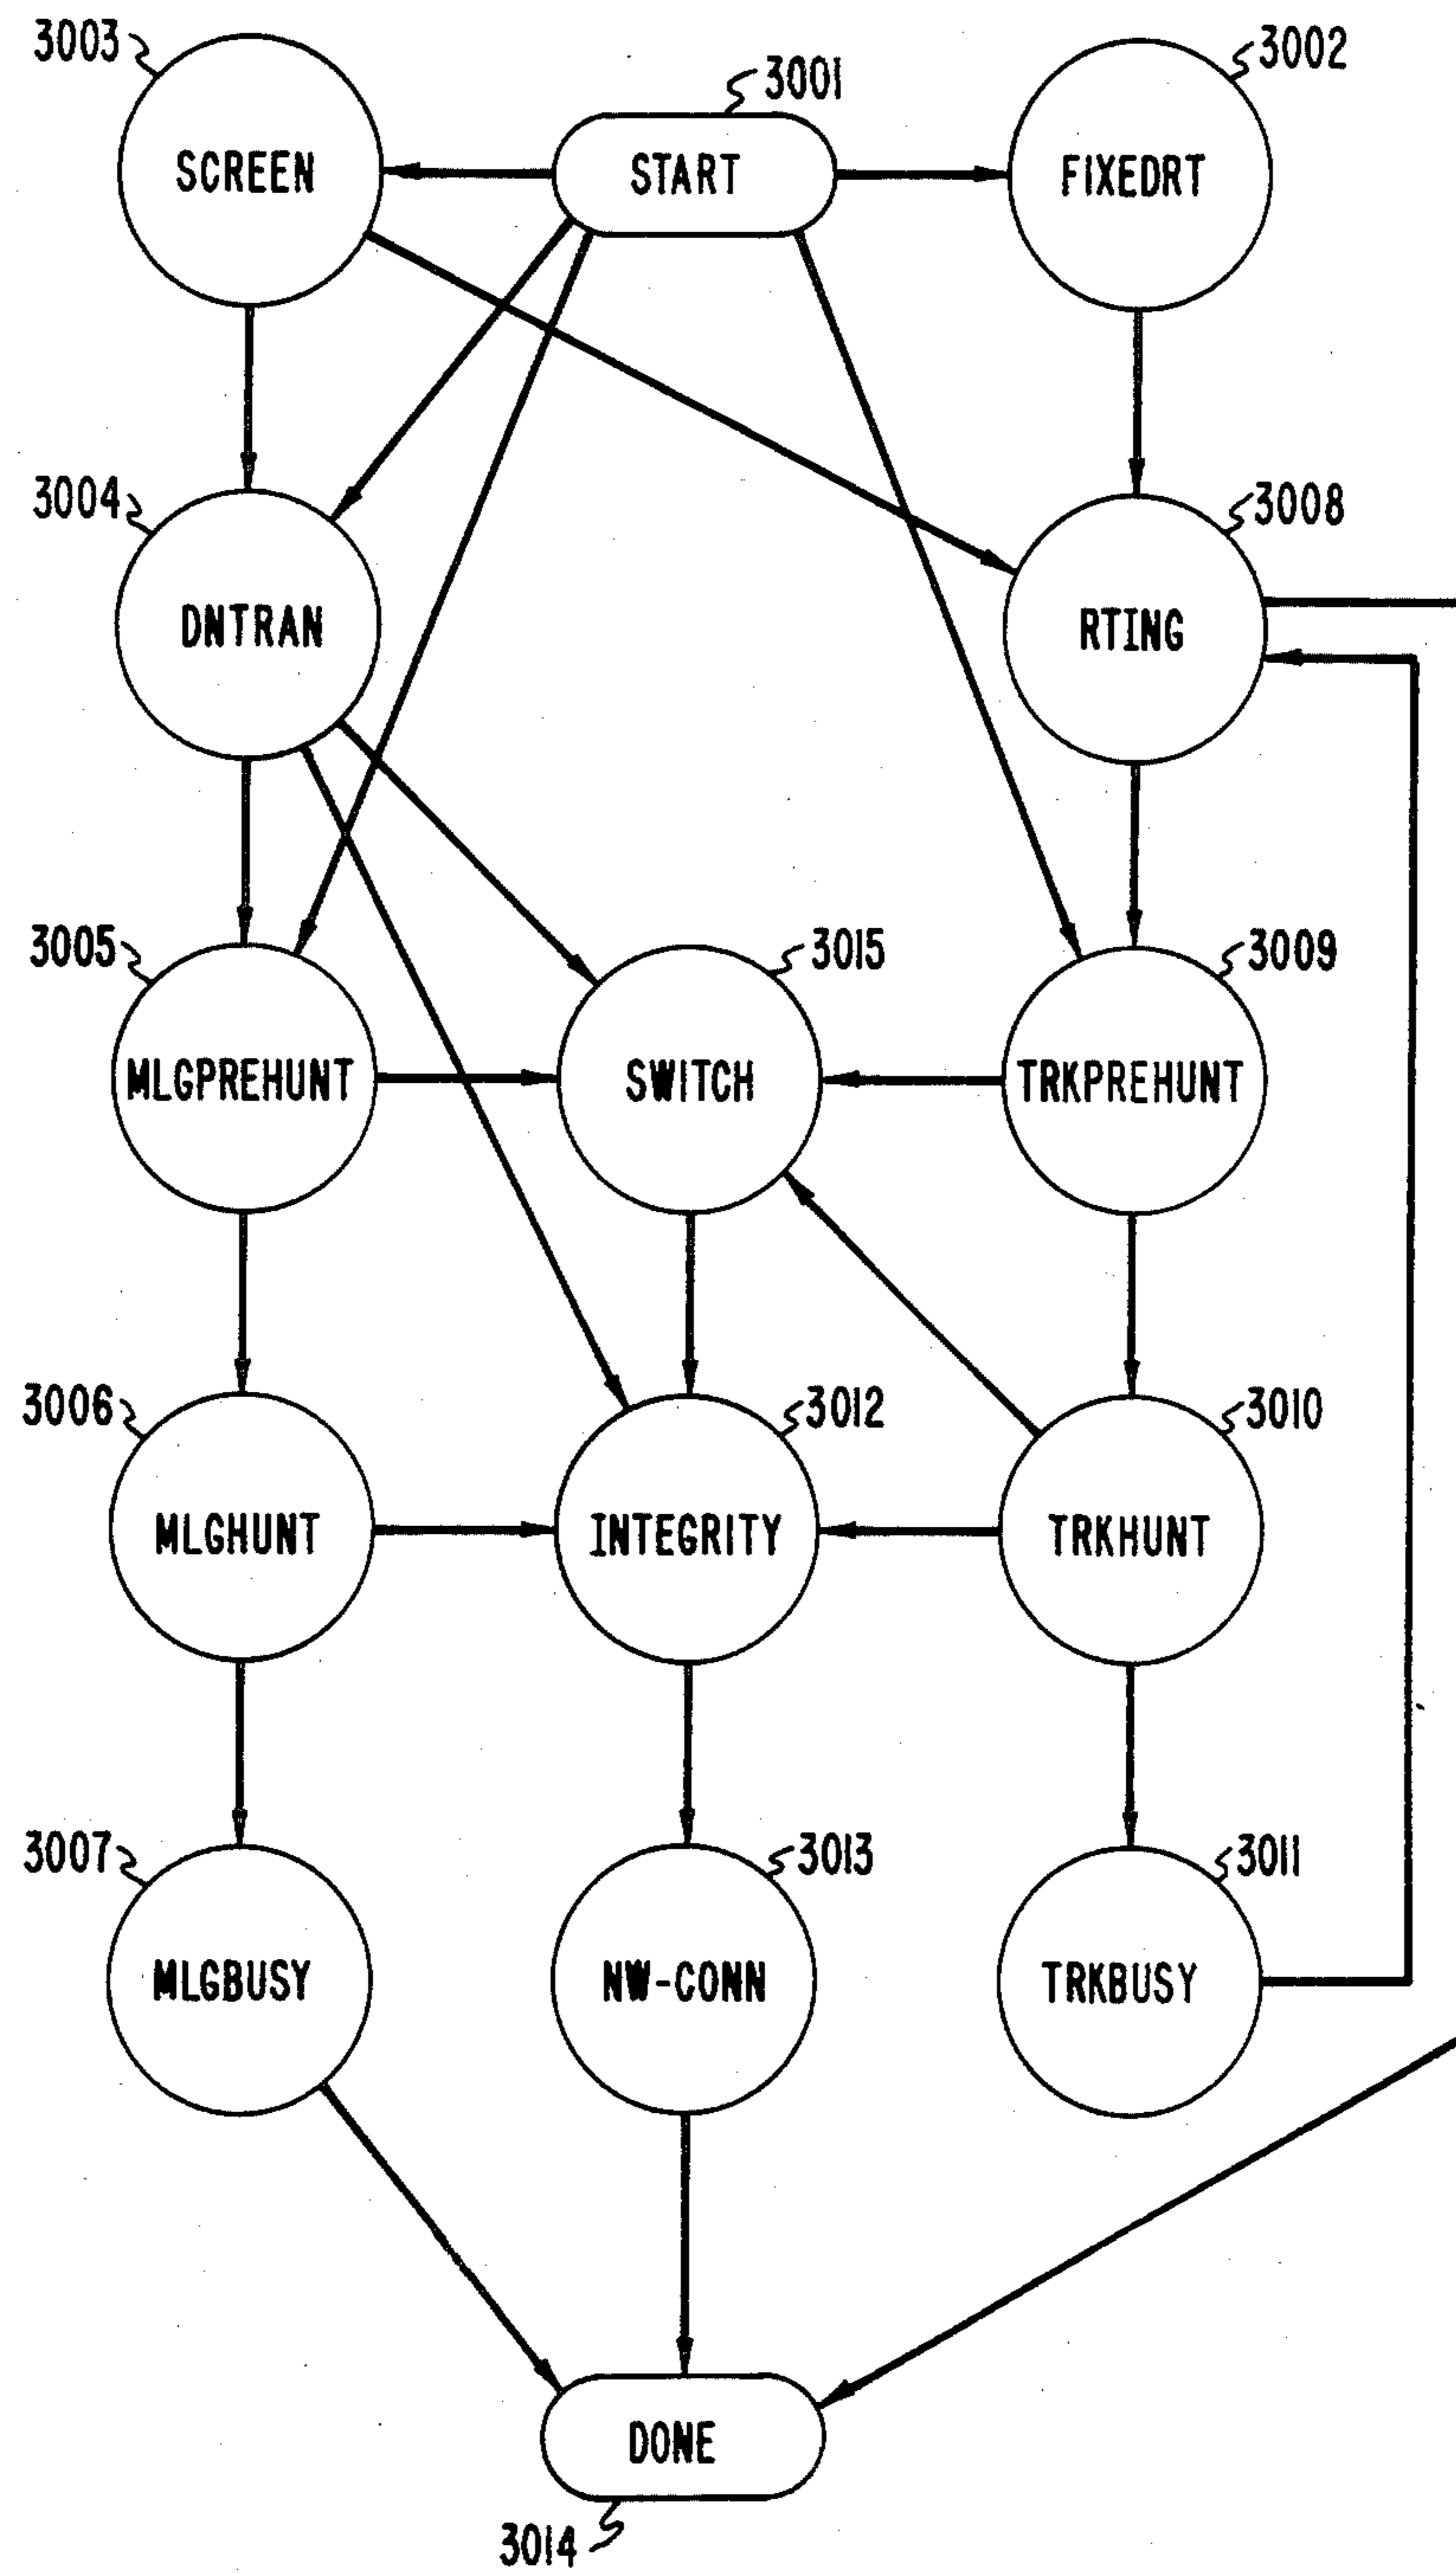 3003
3001
3002
SCREEN
START
FIXEDRT
3004
3008
DNTRAN
RTING
3005
3015
3009
MLGPREHUNT
SWITCH
TRKPREHUNT
3006
3012
3010
MLGHUNT
INTEGRITY
TRKHUNT
3007
3013
3011
MLGBUSY
NW-CONN
TRKBUSY
DONE
3014